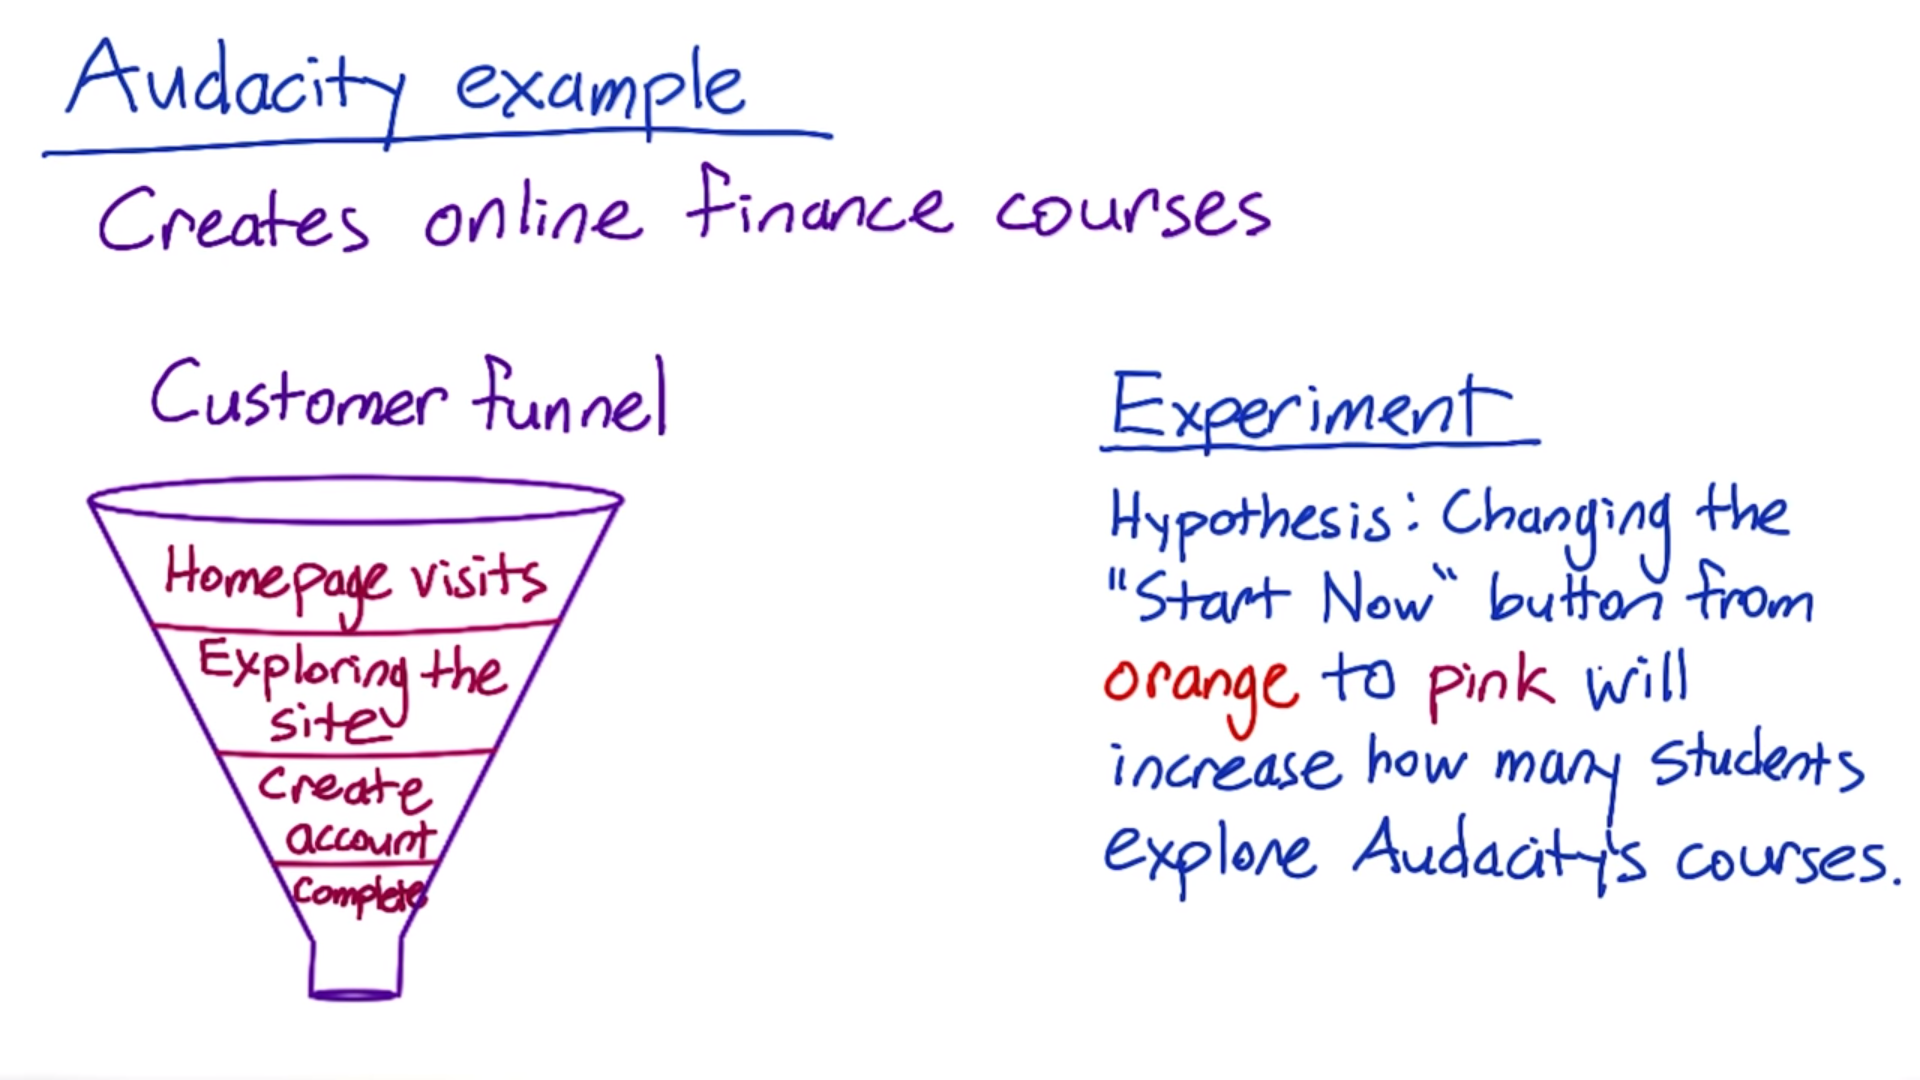 Audacity example
Creates online finance courses
Customer funnel
Homepage visits
Exploring the
site
Create
account
Complete
Experiment
Hypothesis: Changing the
"Start Now" button from
orange to pink will
increase how many students
explore Audacity's courses.